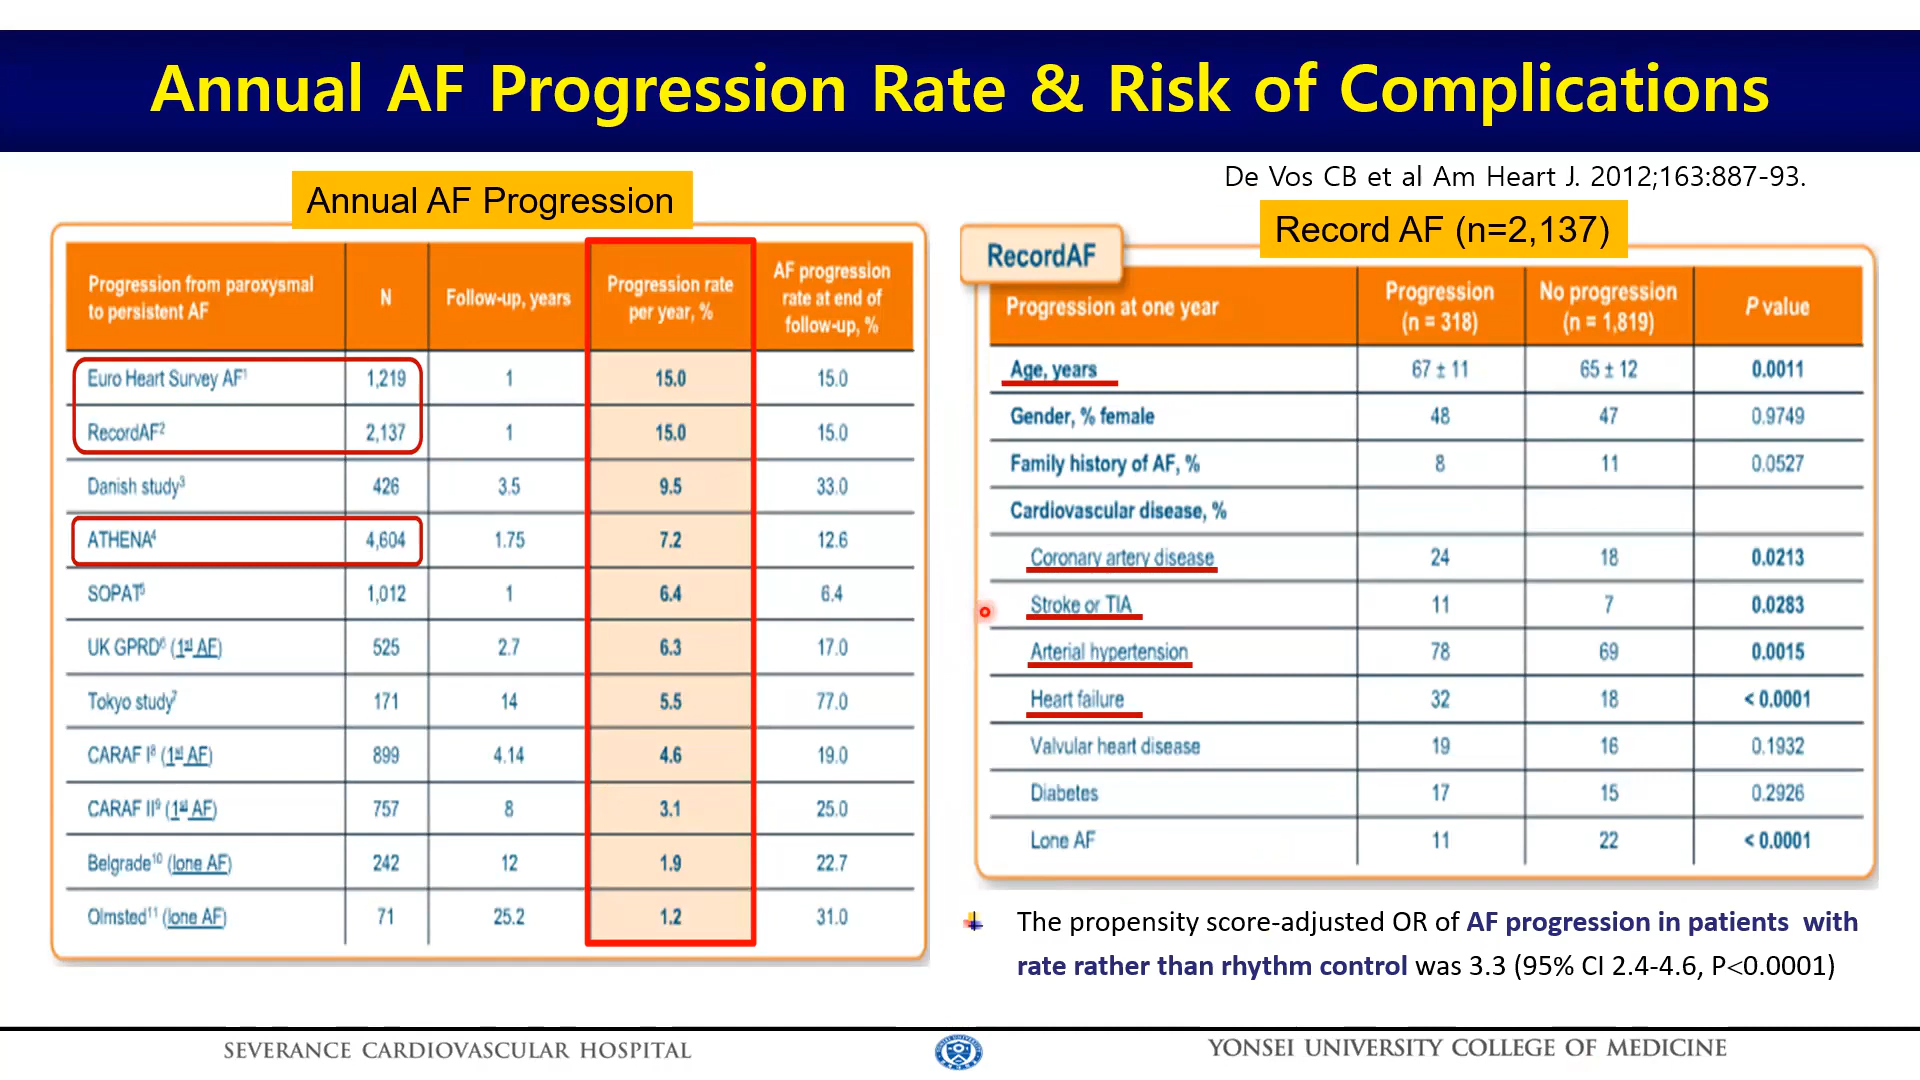 Annual AF Progression Rate & Risk of Complications
De Vos CB et al Am Heart J. 2012;163:887-93.
Annual AF Progression
Progression from paroxysmal to persistent AF N Follow-up, years Progression rate per year, % AF progression rate at end of follow-up, %
Euro Heart Survey AF¹ 1,219 1 15.0 15.0
RecordAF² 2,137 1 15.0 15.0
Danish study³ 426 3.5 9.5 33.0
ATHENA⁴ 4,604 1.75 7.2 12.6
SOPAT⁵ 1,012 1 6.4 6.4
UK GPRD⁶ (1st AF) 525 2.7 6.3 17.0
Tokyo study⁷ 171 14 5.5 77.0
CARAF I⁸ (1st AF) 899 4.14 4.6 19.0
CARAF II⁹ (1st AF) 757 8 3.1 25.0
Belgrade¹⁰ (lone AF) 242 12 1.9 22.7
Olmsted¹¹ (lone AF) 71 25.2 1.2 31.0
Record AF (n=2,137)
RecordAF
Progression at one year Progression (n = 318) No progression (n = 1,819) P value
Age, years 67 ± 11 65 ± 12 0.0011
Gender, % female 48 47 0.9749
Family history of AF, % 8 11 0.0527
Cardiovascular disease, %
Coronary artery disease 24 18 0.0213
Stroke or TIA 11 7 0.0283
Arterial hypertension 78 69 0.0015
Heart failure 32 18 < 0.0001
Valvular heart disease 19 16 0.1932
Diabetes 17 15 0.2926
Lone AF 11 22 < 0.0001
The propensity score-adjusted OR of AF progression in patients with
rate rather than rhythm control was 3.3 (95% CI 2.4-4.6, P<0.0001)
SEVERANCE CARDIOVASCULAR HOSPITAL
YONSEI UNIVERSITY COLLEGE OF MEDICINE